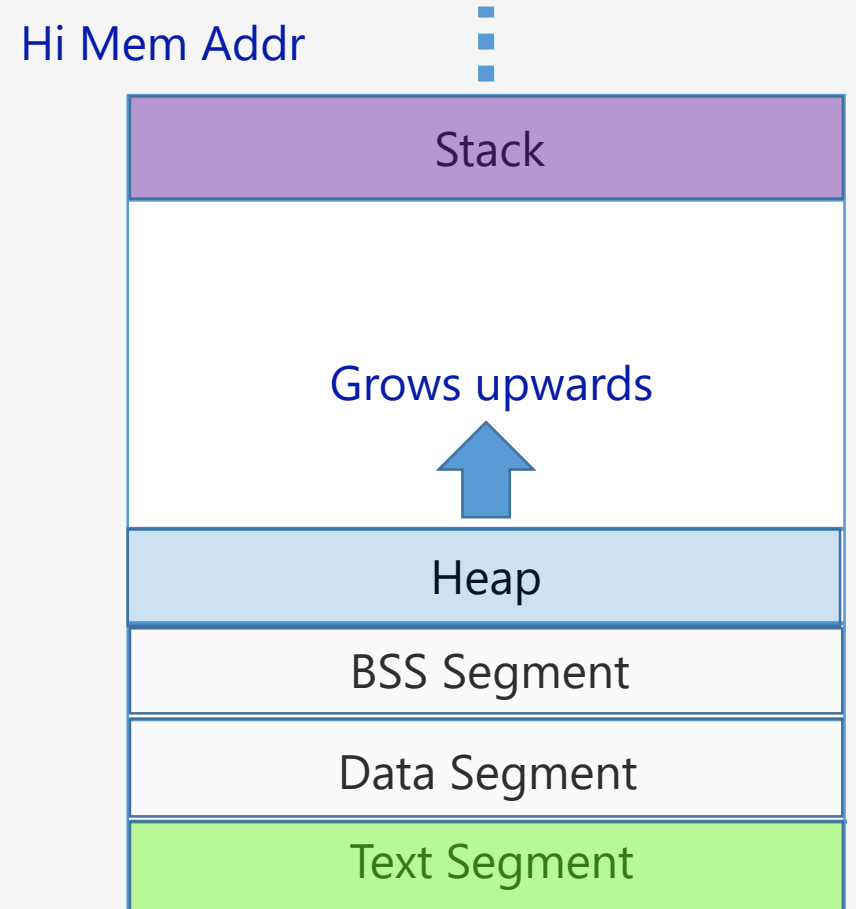 Hi Mem Addr
Stack
Grows upwards
Heap
BSS Segment
Data Segment
Text Segment